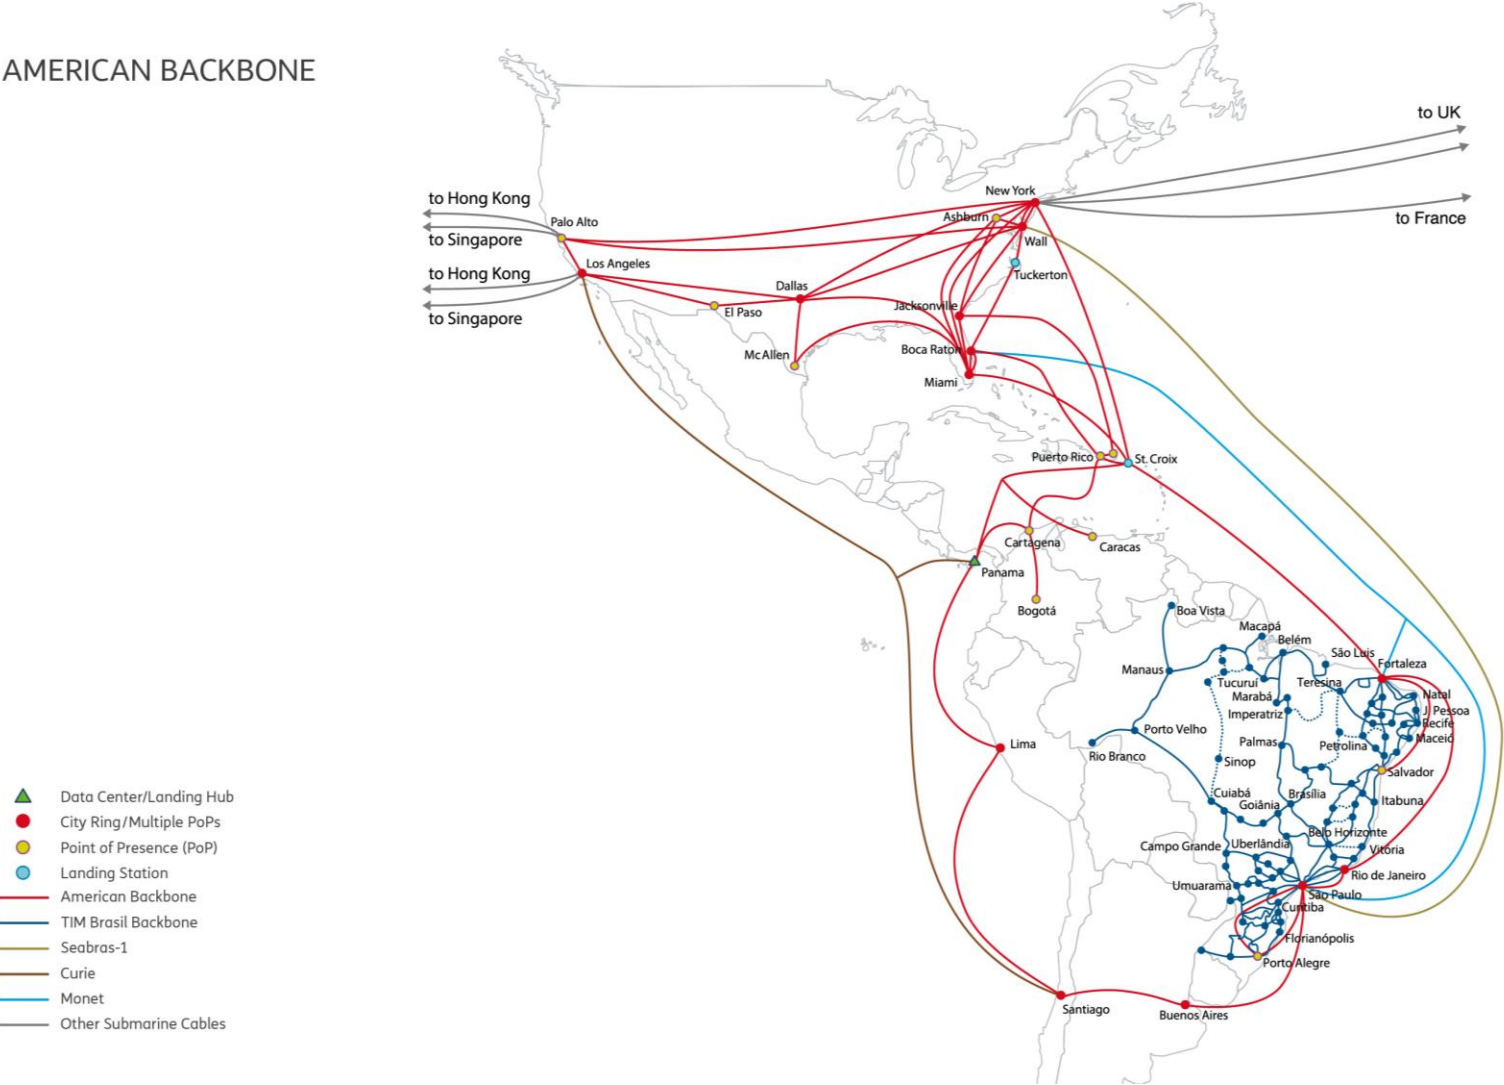 AMERICAN BACKBONE
to UK
to Hong Kong
New York
to France
Ashburn
Palo Alto
to Singapore
Wall
Los Angeles
to Hong Kong
Tuckerton
Dallas
to Singapore
El Paso
Jacksonville
McAllen
Boca Raton
Miami
Puerto Rico
St. Croix
Cartagena
Caracas
Panama
Bogotá
Boa Vista
Macapá
Belém
São Luis
Fortaleza
Manaus
Tucuruí
Teresina
Marabá
Natal
Imperatriz
J. Pessoa
Recife
Porto Velho
Maceió
Lima
Palmas
Petrolina
Rio Branco
Sinop
Salvador
Cuiabá
Brasília
Goiânia
Itabuna
Belo Horizonte
Campo Grande
Uberlândia
Vitória
Rio de Janeiro
Umuarama
São Paulo
Curitiba
Florianópolis
Porto Alegre
Santiago
Buenos Aires
Data Center/Landing Hub
City Ring/Multiple PoPs
Point of Presence (PoP)
Landing Station
American Backbone
TIM Brasil Backbone
Seabras-1
Curie
Monet
Other Submarine Cables